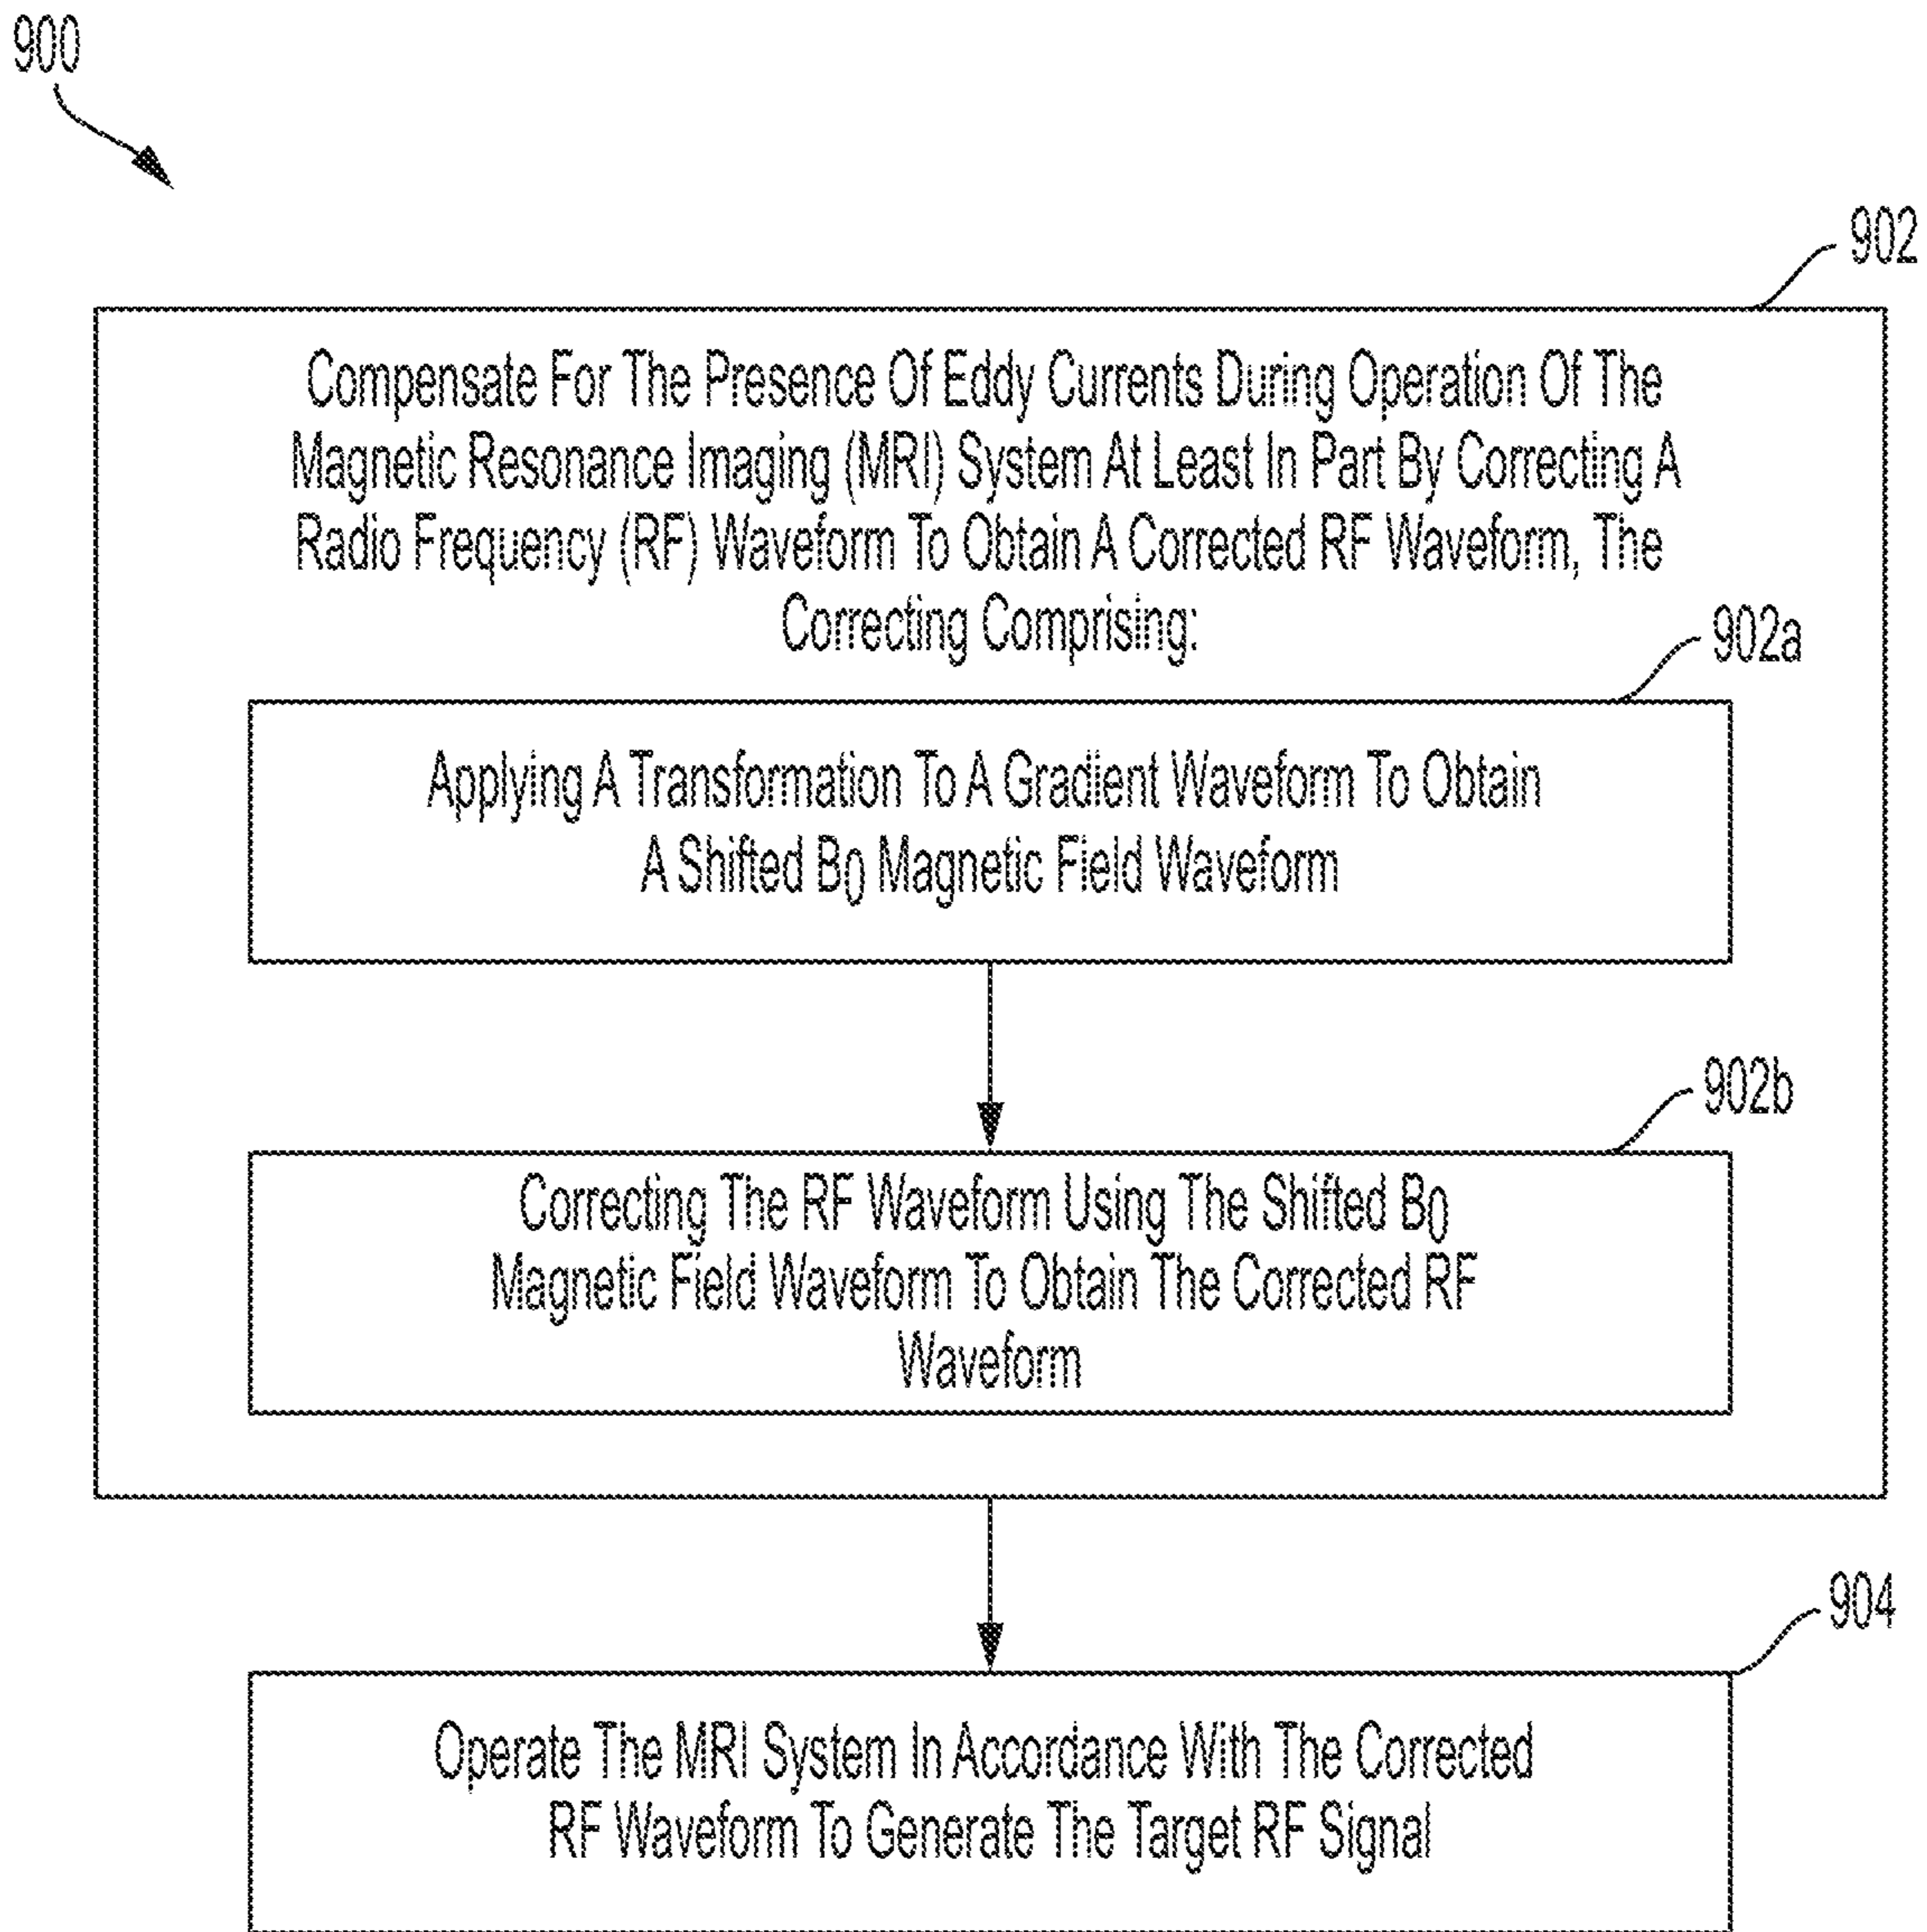 900
902
Compensate For The Presence Of Eddy Currents During Operation Of The
Magnetic Resonance Imaging (MRI) System At Least In Part By Correcting A
Radio Frequency (RF) Waveform To Obtain A Corrected RF Waveform, The
Correcting Comprising:
902a
Applying A Transformation To A Gradient Waveform To Obtain
A Shifted B0 Magnetic Field Waveform
902b
Correcting The RF Waveform Using The Shifted B0
Magnetic Field Waveform To Obtain The Corrected RF
Waveform
904
Operate The MRI System In Accordance With The Corrected
RF Waveform To Generate The Target RF Signal